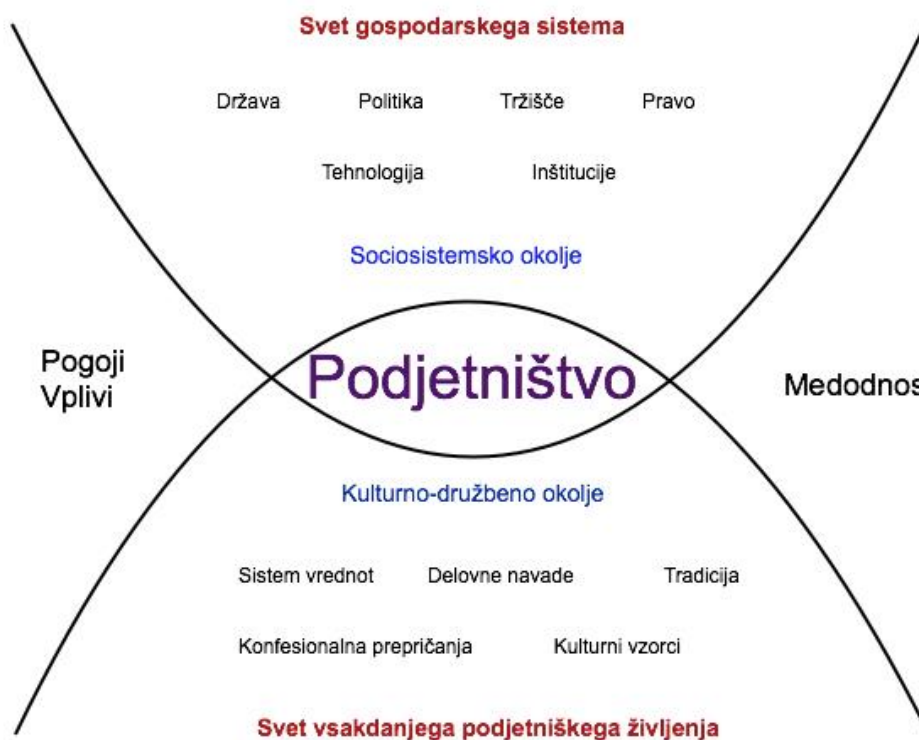 Svet gospodarskega sistema
Država Politika Tržišče Pravo
Tehnologija Inštitucije
Sociosistemsko okolje
Pogoji
Vplivi
Podjetništvo
Medodnos
Kulturno-družbeno okolje
Sistem vrednot Delovne navade Tradicija
Konfesionalna prepričanja Kulturni vzorci
Svet vsakdanjega podjetniškega življenja